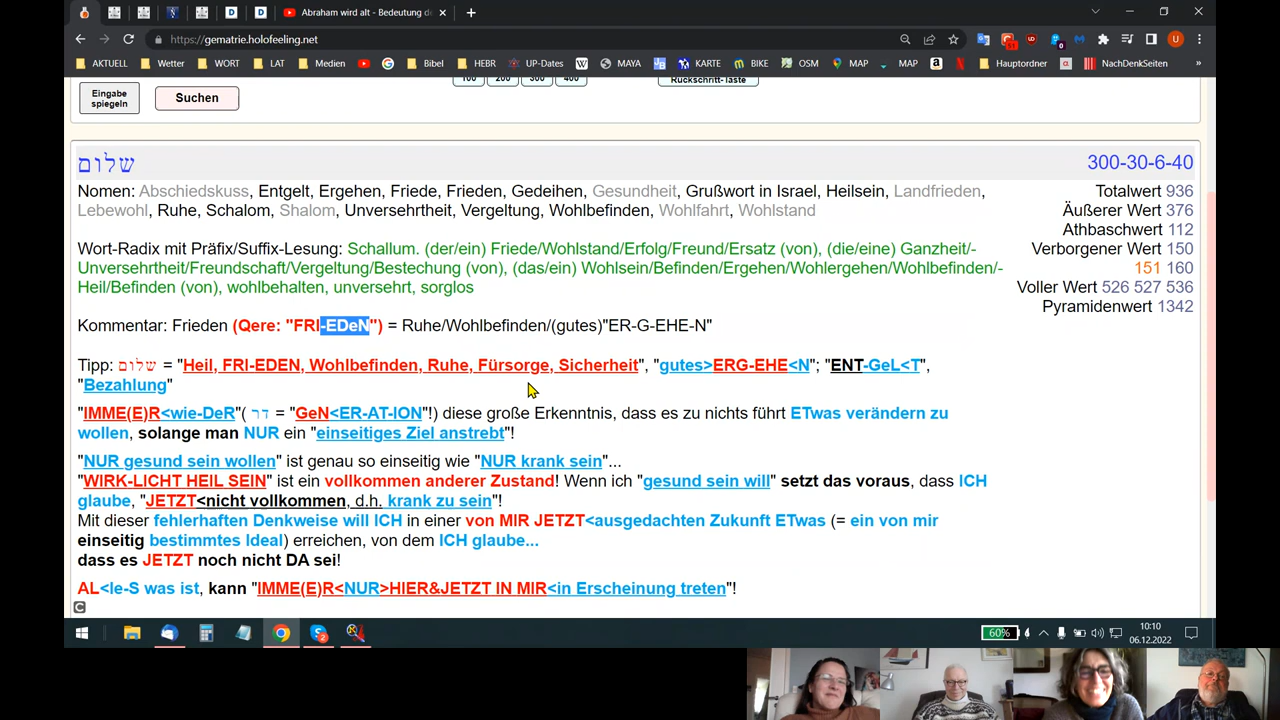 Abraham wird alt - Bedeutung de
https://gematrie.holofeeling.net
AKTUELL Wetter WORT LAT Medien Bibel HEBR UP-Dates MAYA KARTE BIKE OSM MAP MAP Hauptordner NachDenkSeiten »
100 200 300 400 Rückschritt-Taste
Eingabe
spiegeln
Suchen
שלום 300-30-6-40
Nomen: Abschiedskuss, Entgelt, Ergehen, Friede, Frieden, Gedeihen, Gesundheit, Grußwort in Israel, Heilsein, Landfrieden, Totalwert 936
Lebewohl, Ruhe, Schalom, Shalom, Unversehrtheit, Vergeltung, Wohlbefinden, Wohlfahrt, Wohlstand Äußerer Wert 376
Athbaschwert 112
Wort-Radix mit Präfix/Suffix-Lesung: Schallum. (der/ein) Friede/Wohlstand/Erfolg/Freund/Ersatz (von), (die/eine) Ganzheit/- Verborgener Wert 150
Unversehrtheit/Freundschaft/Vergeltung/Bestechung (von), (das/ein) Wohlsein/Befinden/Ergehen/Wohlergehen/Wohlbefinden/- 151 160
Heil/Befinden (von), wohlbehalten, unversehrt, sorglos Voller Wert 526 527 536
Pyramidenwert 1342
Kommentar: Frieden (Qere: "FRI-EDeN") = Ruhe/Wohlbefinden/(gutes)"ER-G-EHE-N"
Tipp: שלום = "Heil, FRI-EDEN, Wohlbefinden, Ruhe, Fürsorge, Sicherheit", "gutes>ERG-EHE<N"; "ENT-GeL<T",
"Bezahlung"
"IMME(E)R<wie-DeR"( דר = "GeN<ER-AT-ION"!) diese große Erkenntnis, dass es zu nichts führt ETwas verändern zu
wollen, solange man NUR ein "einseitiges Ziel anstrebt"!
"NUR gesund sein wollen" ist genau so einseitig wie "NUR krank sein"...
"WIRK-LICHT HEIL SEIN" ist ein vollkommen anderer Zustand! Wenn ich "gesund sein will" setzt das voraus, dass ICH
glaube, "JETZT<nicht vollkommen, d.h. krank zu sein"!
Mit dieser fehlerhaften Denkweise will ICH in einer von MIR JETZT<ausgedachten Zukunft ETwas (= ein von mir
einseitig bestimmtes Ideal) erreichen, von dem ICH glaube...
dass es JETZT noch nicht DA sei!
AL<le-S was ist, kann "IMME(E)R<NUR>HIER&JETZT IN MIR<in Erscheinung treten"!
60%
10:10
06.12.2022